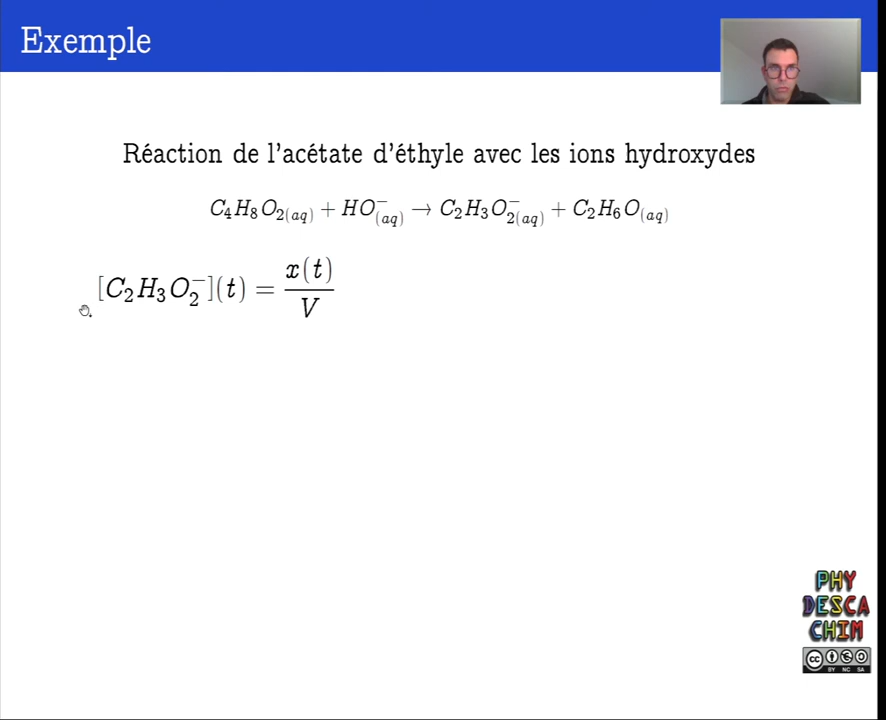 Exemple
Réaction de l'acétate d'éthyle avec les ions hydroxydes
C₄H₈O₂₍aq₎ + HO⁻₍aq₎ → C₂H₃O₂⁻₍aq₎ + C₂H₆O₍aq₎
[C₂H₃O₂⁻](t) = x(t)/V
PHY
DESCA
CHIM
cc
BY NC SA